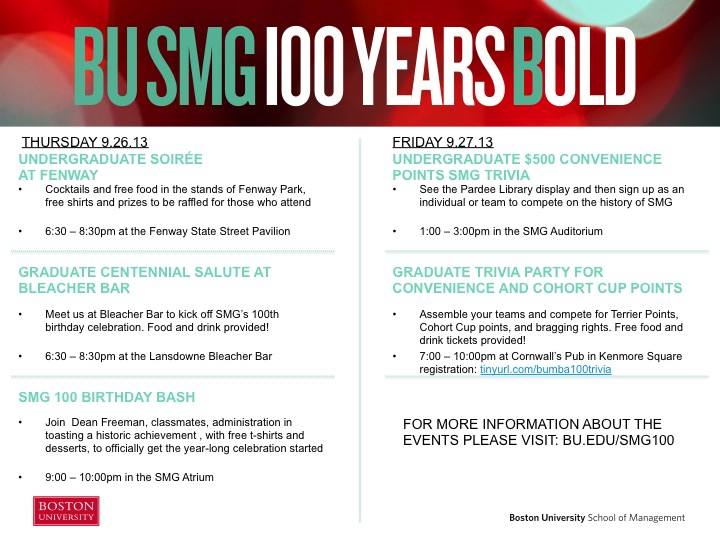 BU SMG 100 YEARS BOLD
THURSDAY 9.26.13
UNDERGRADUATE SOIRÉE
AT FENWAY
• Cocktails and free food in the stands of Fenway Park,
free shirts and prizes to be raffled for those who attend
• 6:30 – 8:30pm at the Fenway State Street Pavilion
GRADUATE CENTENNIAL SALUTE AT
BLEACHER BAR
• Meet us at Bleacher Bar to kick off SMG's 100th
birthday celebration. Food and drink provided!
• 6:30 – 8:30pm at the Lansdowne Bleacher Bar
SMG 100 BIRTHDAY BASH
• Join  Dean Freeman, classmates, administration in
toasting a historic achievement , with free t-shirts and
desserts, to officially get the year-long celebration started
• 9:00 – 10:00pm in the SMG Atrium
BOSTON
UNIVERSITY
FRIDAY 9.27.13
UNDERGRADUATE $500 CONVENIENCE
POINTS SMG TRIVIA
• See the Pardee Library display and then sign up as an
individual or team to compete on the history of SMG
• 1:00 – 3:00pm in the SMG Auditorium
GRADUATE TRIVIA PARTY FOR
CONVENIENCE AND COHORT CUP POINTS
• Assemble your teams and compete for Terrier Points,
Cohort Cup points, and bragging rights. Free food and
drink tickets provided!
• 7:00 – 10:00pm at Cornwall's Pub in Kenmore Square
registration: tinyurl.com/bumba100trivia
FOR MORE INFORMATION ABOUT THE
EVENTS PLEASE VISIT: BU.EDU/SMG100
Boston University School of Management